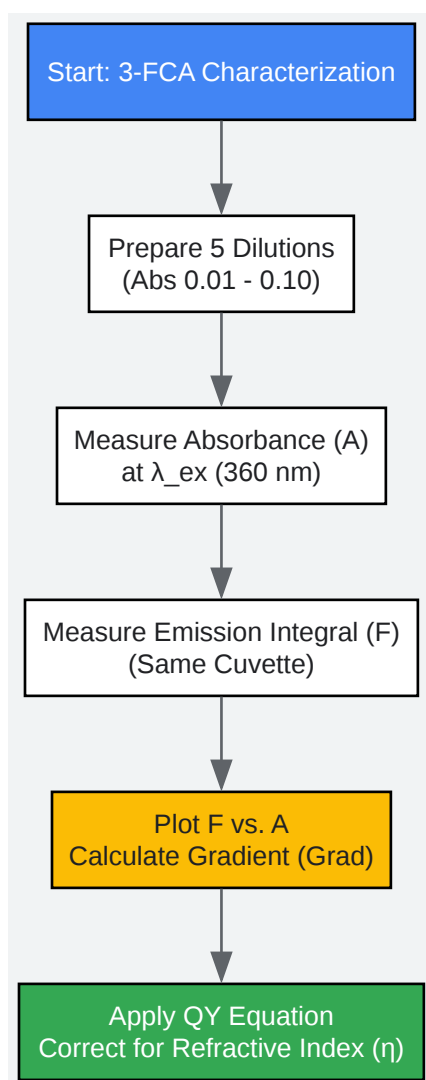 Start: 3-FCA Characterization
Prepare 5 Dilutions
(Abs 0.01 - 0.10)
Measure Absorbance (A)
at λ_ex (360 nm)
Measure Emission Integral (F)
(Same Cuvette)
Plot F vs. A
Calculate Gradient (Grad)
Apply QY Equation
Correct for Refractive Index (η)